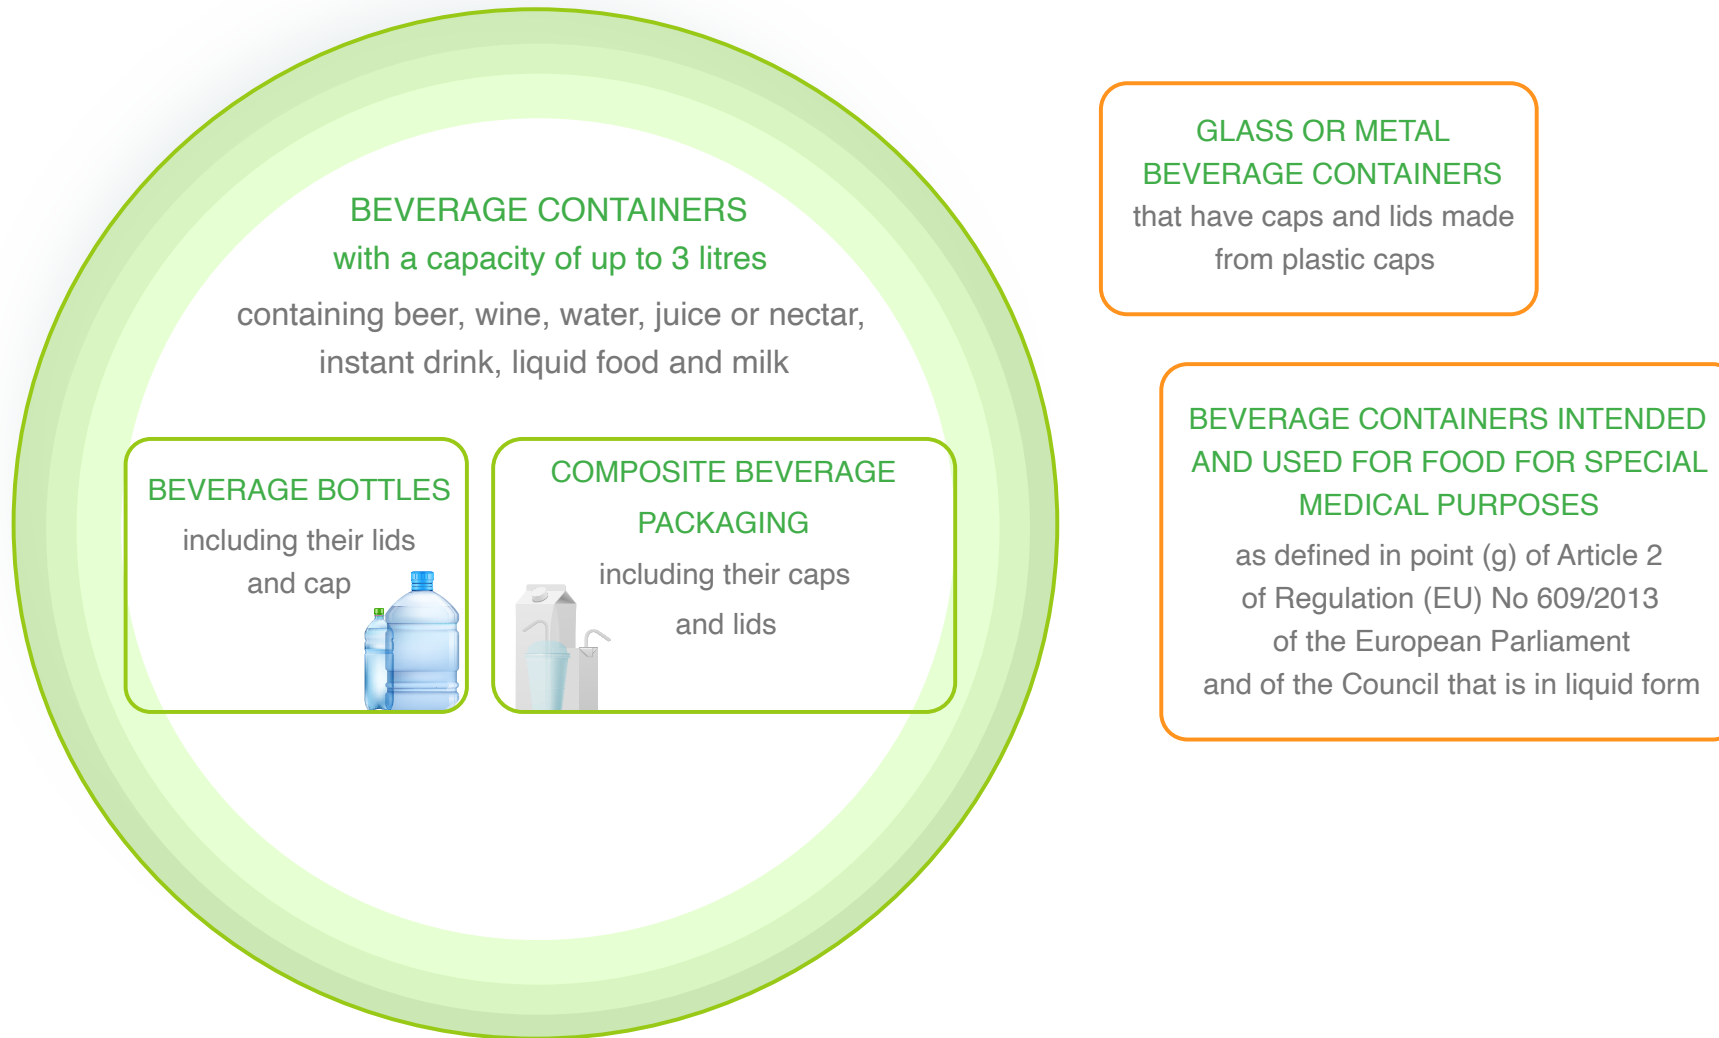 BEVERAGE CONTAINERS
with a capacity of up to 3 litres
containing beer, wine, water, juice or nectar,
instant drink, liquid food and milk
BEVERAGE BOTTLES
including their lids
and cap
COMPOSITE BEVERAGE
PACKAGING
including their caps
and lids
GLASS OR METAL
BEVERAGE CONTAINERS
that have caps and lids made
from plastic caps
BEVERAGE CONTAINERS INTENDED
AND USED FOR FOOD FOR SPECIAL
MEDICAL PURPOSES
as defined in point (g) of Article 2
of Regulation (EU) No 609/2013
of the European Parliament
and of the Council that is in liquid form